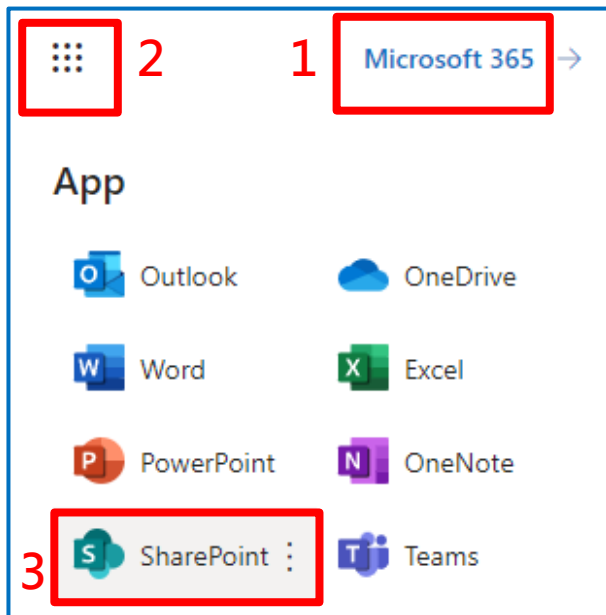 2 1 Microsoft 365 →
App
Outlook OneDrive
Word Excel
PowerPoint OneNote
3 SharePoint Teams